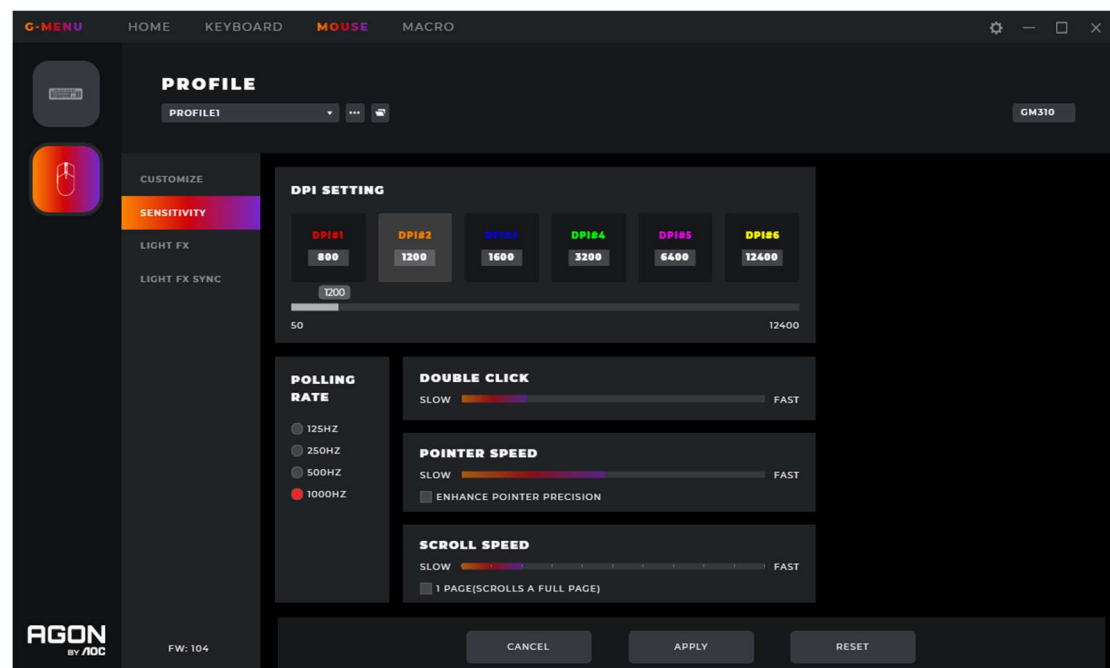 G-MENU HOME KEYBOARD MOUSE MACRO
PROFILE
PROFILE1
GM310
CUSTOMIZE
SENSITIVITY
LIGHT FX
LIGHT FX SYNC
DPI SETTING
DPI#1 DPI#2 DPI#3 DPI#4 DPI#5 DPI#6
800 1200 1600 3200 6400 12400
1200
50 12400
POLLING
RATE
125HZ
250HZ
500HZ
1000HZ
DOUBLE CLICK
SLOW FAST
POINTER SPEED
SLOW FAST
ENHANCE POINTER PRECISION
SCROLL SPEED
SLOW FAST
1 PAGE(SCROLLS A FULL PAGE)
AGON
BY AOC
FW: 104
CANCEL APPLY RESET